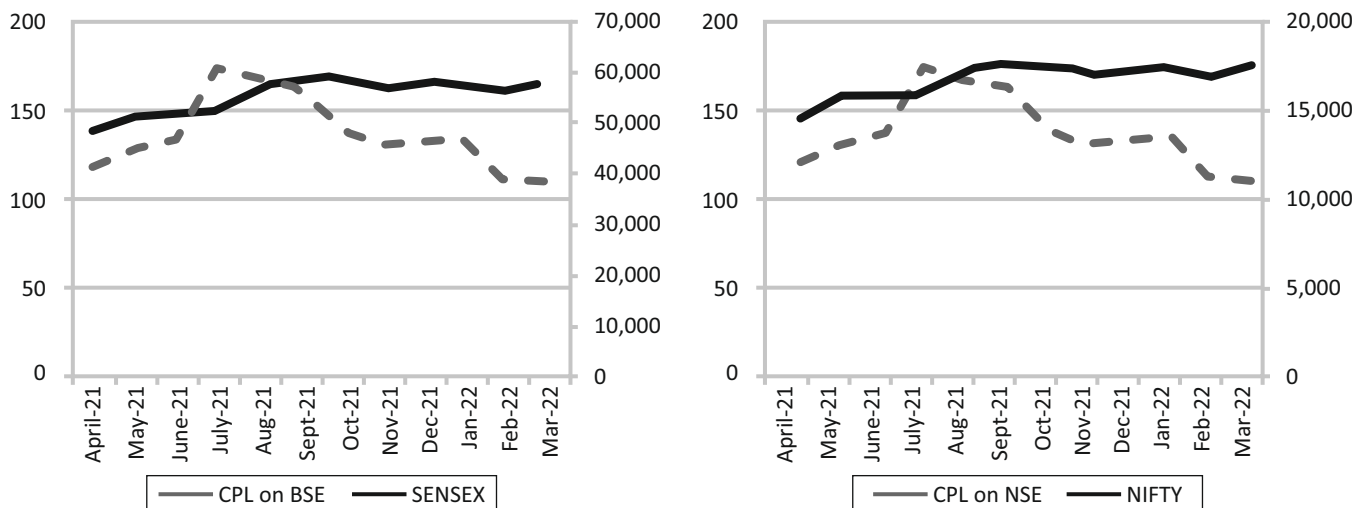 200
150
100
50
0
70,000
60,000
50,000
40,000
30,000
20,000
10,000
0
April-21
May-21
June-21
July-21
Aug-21
Sept-21
Oct-21
Nov-21
Dec-21
Jan-22
Feb-22
Mar-22
CPL on BSE SENSEX
200
150
100
50
0
20,000
15,000
10,000
5,000
0
April-21
May-21
June-21
July-21
Aug-21
Sept-21
Oct-21
Nov-21
Dec-21
Jan-22
Feb-22
Mar-22
CPL on NSE NIFTY